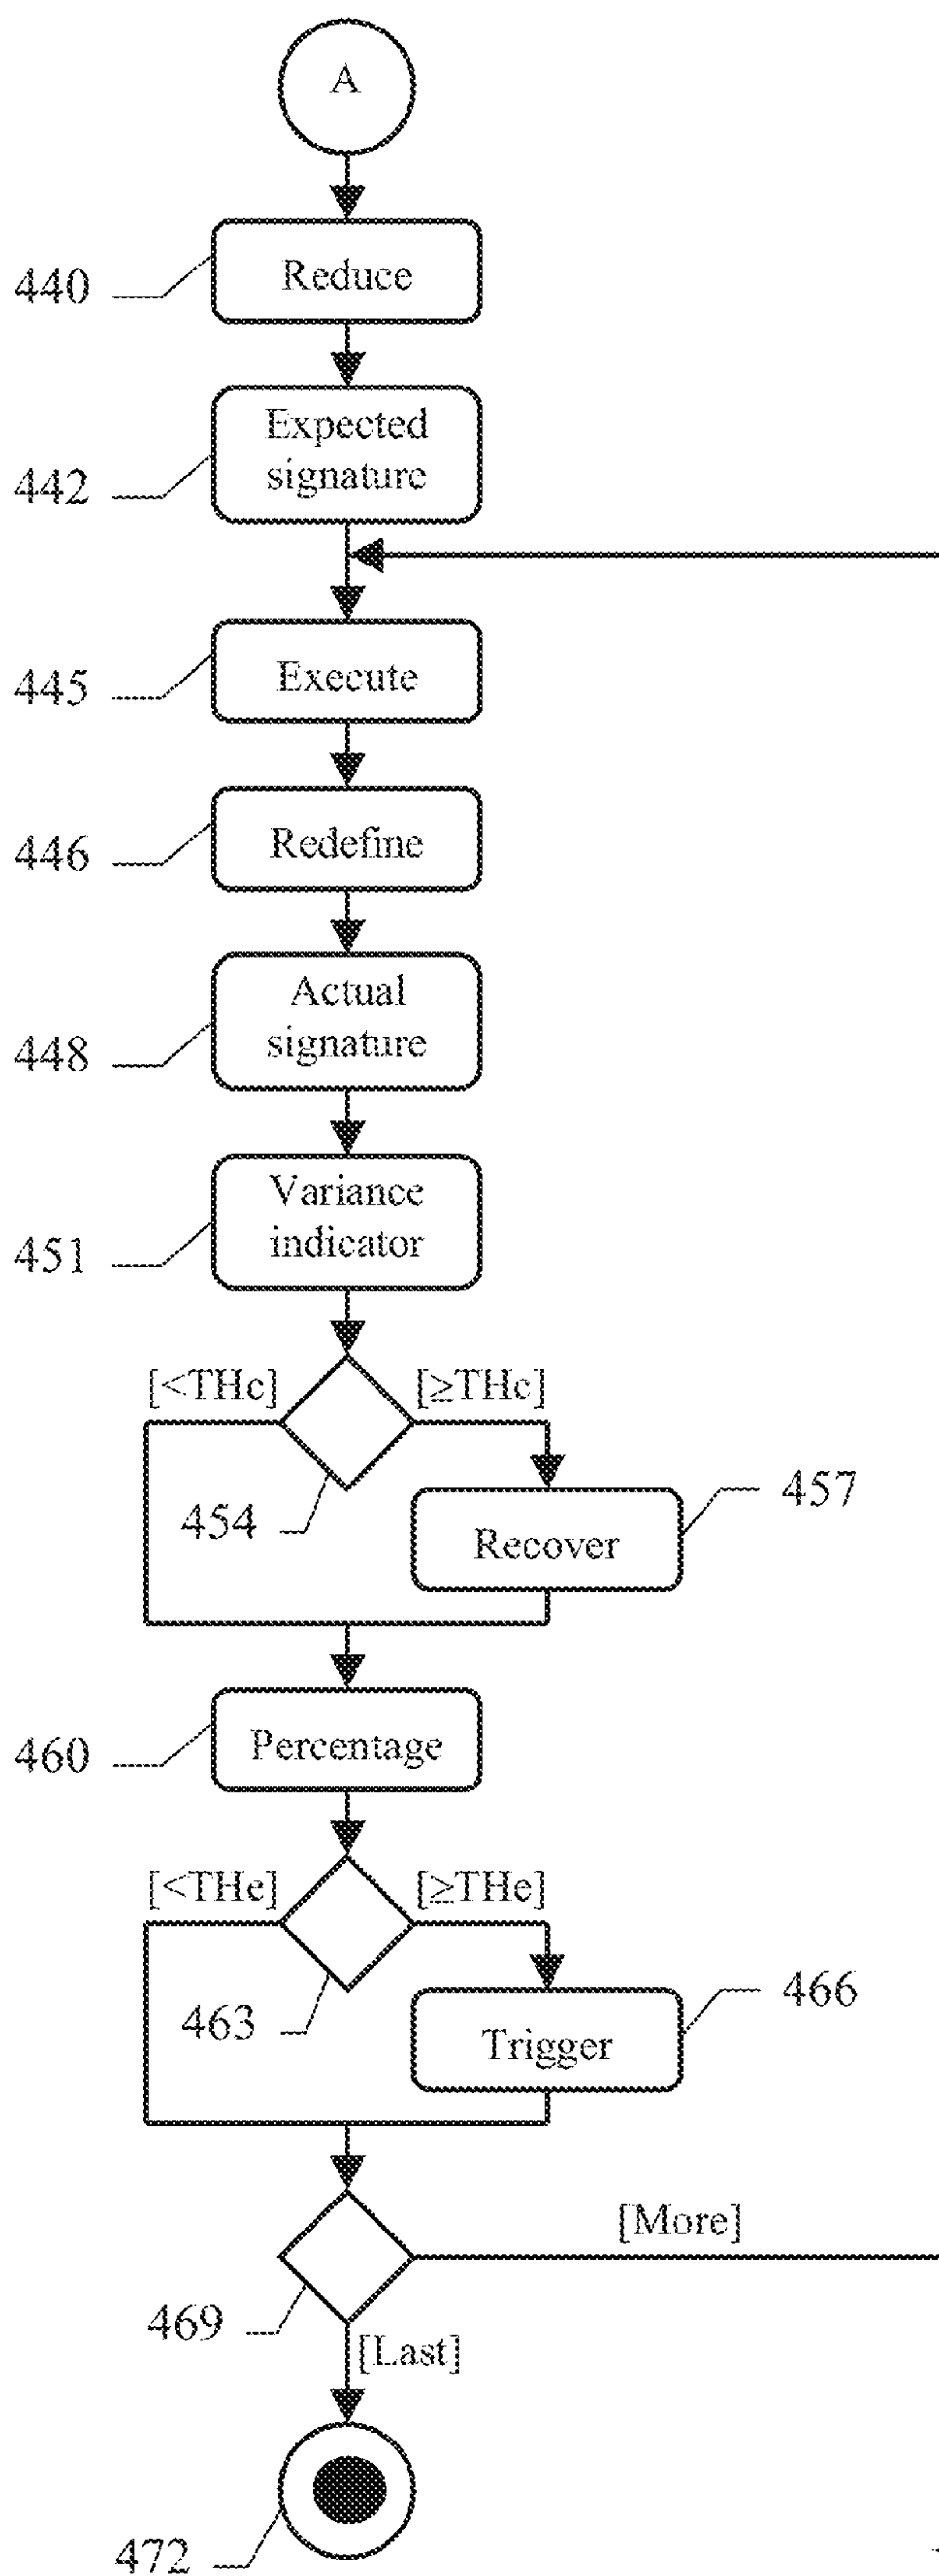 A
Reduce
440
Expected
signature
442
Execute
445
Redefine
446
Actual
signature
448
Variance
indicator
451
[<THc]
[≥THc]
457
454
Recover
Percentage
460
[<THe]
[≥THe]
466
463
Trigger
[More]
469
[Last]
472